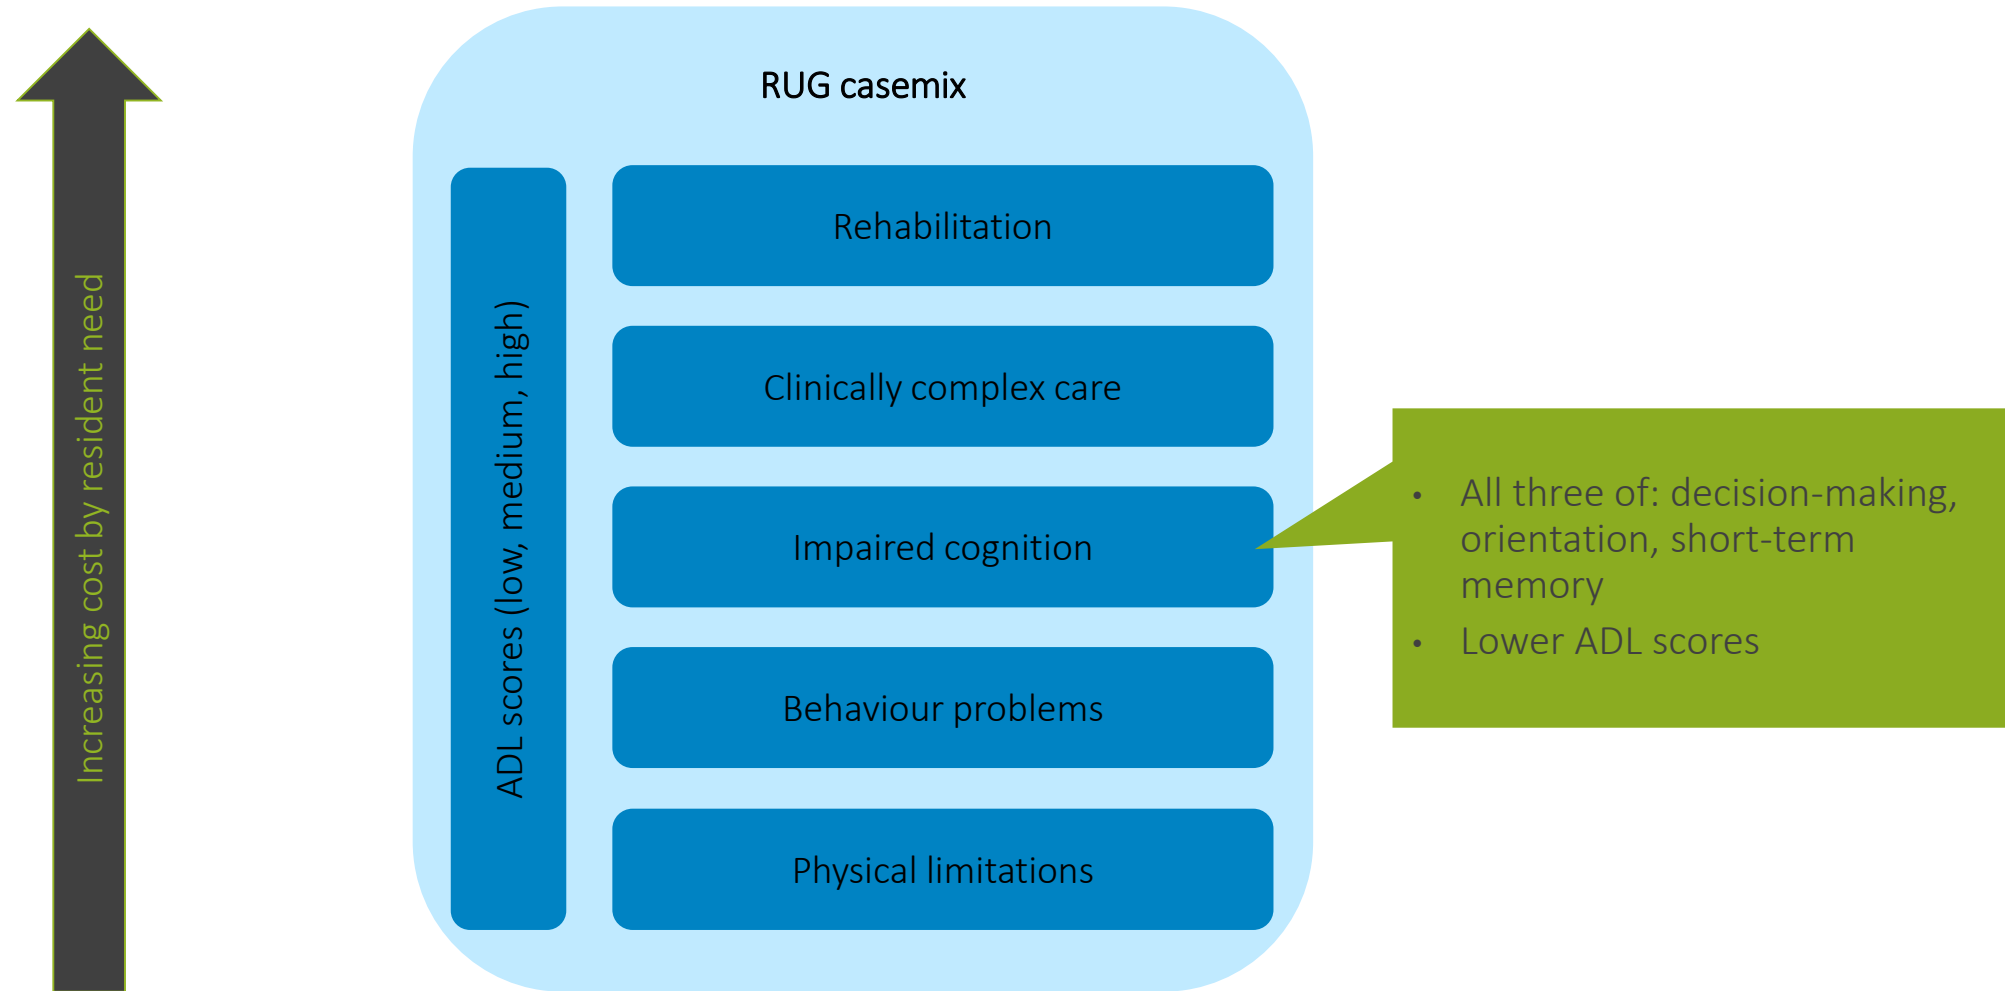 RUG casemix
Increasing cost by resident need
ADL scores (low, medium, high)
Rehabilitation
Clinically complex care
Impaired cognition
Behaviour problems
Physical limitations
• All three of: decision-making,
orientation, short-term
memory
• Lower ADL scores